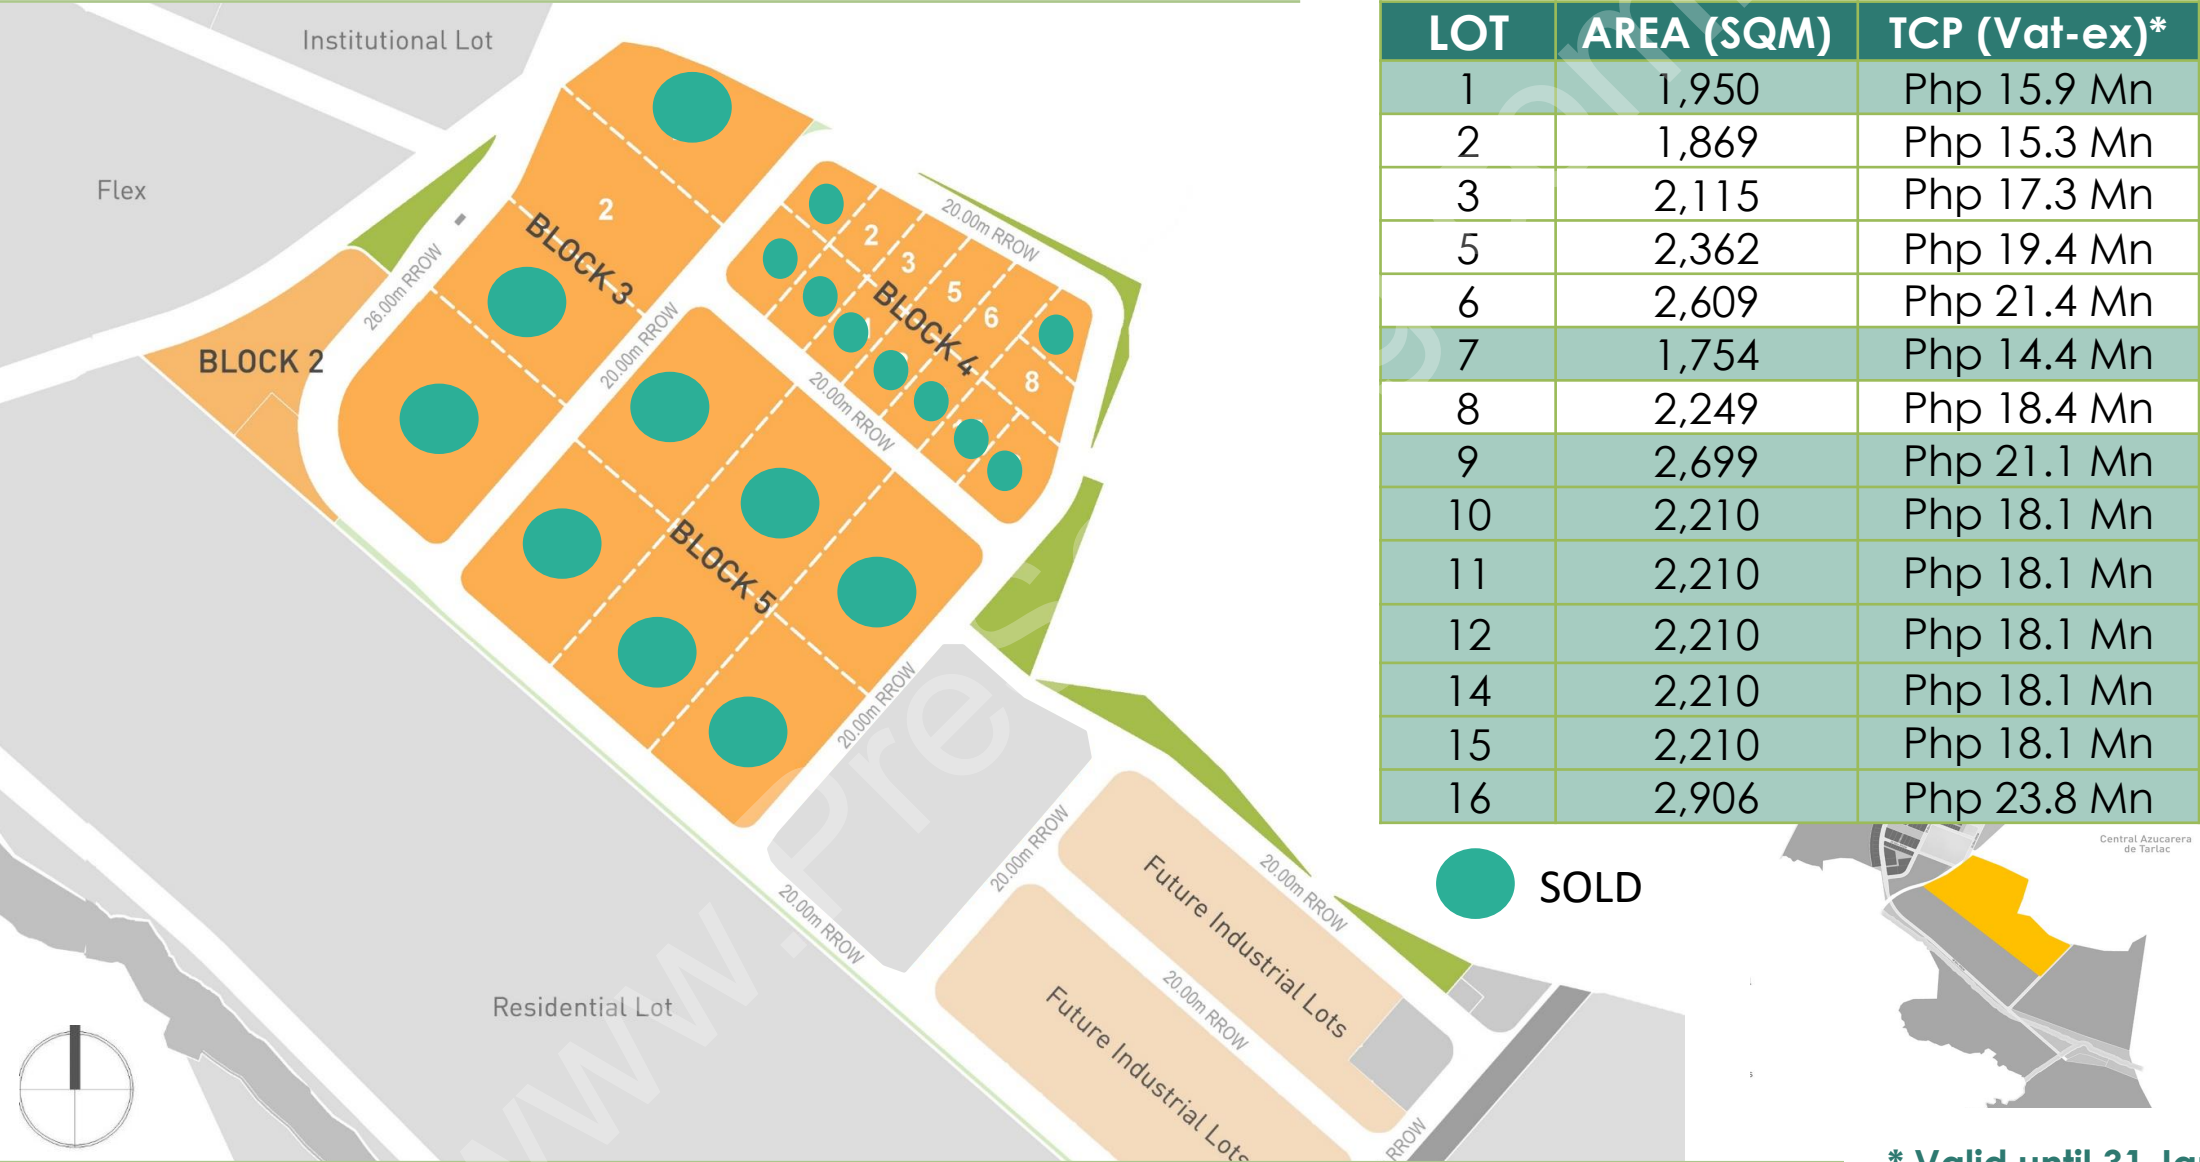 Institutional Lot
Flex
26.00m RROW
BLOCK 2
2
BLOCK 3
20.00m RROW
20.00m RROW
2
3
5
6
8
BLOCK 4
20.00m RROW
BLOCK 5
20.00m RROW
20.00m RROW
20.00m RROW
20.00m RROW
20.00m RROW
Future Industrial Lots
Future Industrial Lots
RROW
Residential Lot
LOT AREA (SQM) TCP (Vat-ex)*
1 1,950 Php 15.9 Mn
2 1,869 Php 15.3 Mn
3 2,115 Php 17.3 Mn
5 2,362 Php 19.4 Mn
6 2,609 Php 21.4 Mn
7 1,754 Php 14.4 Mn
8 2,249 Php 18.4 Mn
9 2,699 Php 21.1 Mn
10 2,210 Php 18.1 Mn
11 2,210 Php 18.1 Mn
12 2,210 Php 18.1 Mn
14 2,210 Php 18.1 Mn
15 2,210 Php 18.1 Mn
16 2,906 Php 23.8 Mn
SOLD
Central Azucarera
de Tarlac
* Valid until 31